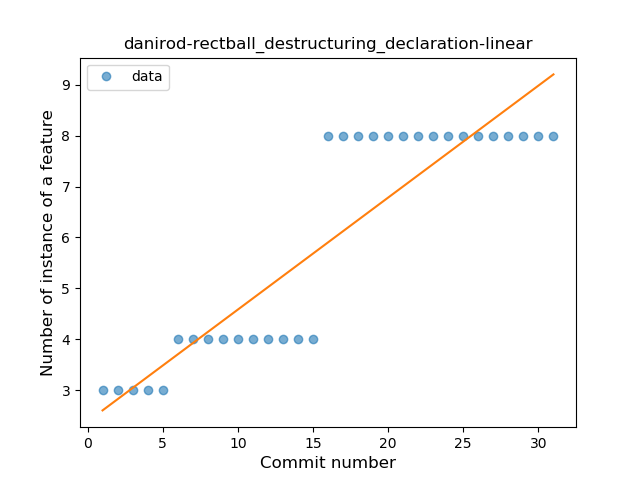 danirod-rectball_destructuring_declaration-linear
data
Number of instance of a feature
9
8
7
6
5
4
3
0 5 10 15 20 25 30
Commit number